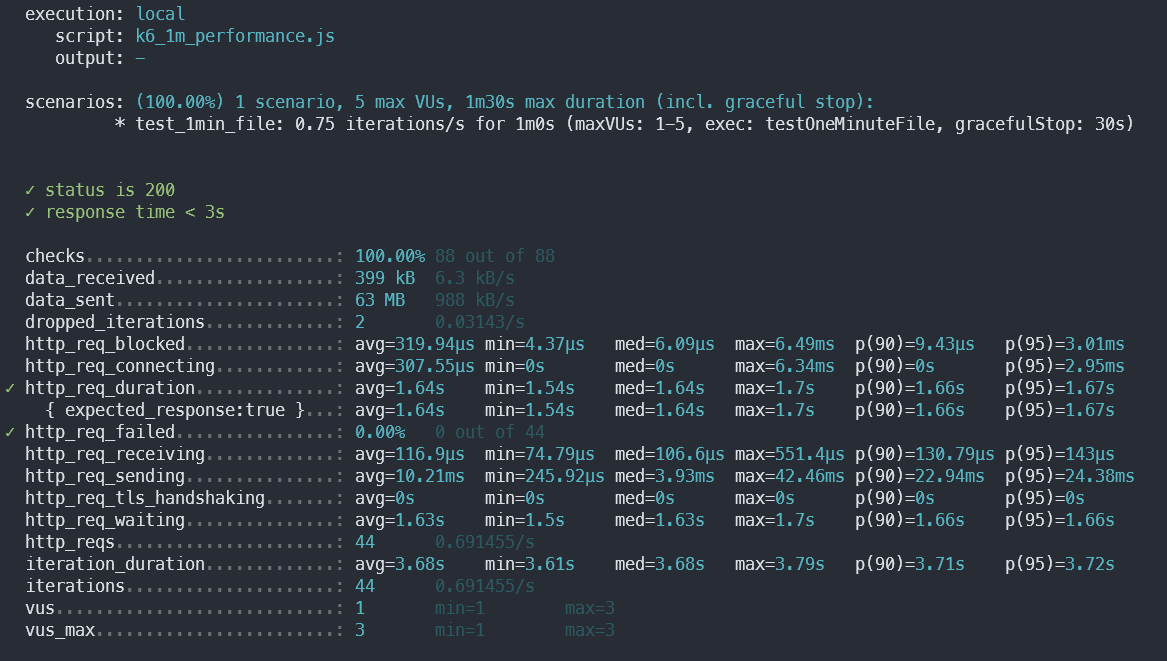 execution: local
script: k6_1m_performance.js
output: -
scenarios: (100.00%) 1 scenario, 5 max VUs, 1m30s max duration (incl. graceful stop):
* test_1min_file: 0.75 iterations/s for 1m0s (maxVUs: 1-5, exec: testOneMinuteFile, gracefulStop: 30s)
✓ status is 200
✓ response time < 3s
checks.........................: 100.00% 88 out of 88
data_received..................: 399 kB 6.3 kB/s
data_sent......................: 63 MB 988 kB/s
dropped_iterations.............: 2 0.03143/s
http_req_blocked...............: avg=319.94µs min=4.37µs med=6.09µs max=6.49ms p(90)=9.43µs p(95)=3.01ms
http_req_connecting............: avg=307.55µs min=0s med=0s max=6.34ms p(90)=0s p(95)=2.95ms
✓ http_req_duration..............: avg=1.64s min=1.54s med=1.64s max=1.7s p(90)=1.66s p(95)=1.67s
{ expected_response:true }...: avg=1.64s min=1.54s med=1.64s max=1.7s p(90)=1.66s p(95)=1.67s
✓ http_req_failed................: 0.00% 0 out of 44
http_req_receiving.............: avg=116.9µs min=74.79µs med=106.6µs max=551.4µs p(90)=130.79µs p(95)=143µs
http_req_sending...............: avg=10.21ms min=245.92µs med=3.93ms max=42.46ms p(90)=22.94ms p(95)=24.38ms
http_req_tls_handshaking.......: avg=0s min=0s med=0s max=0s p(90)=0s p(95)=0s
http_req_waiting...............: avg=1.63s min=1.5s med=1.63s max=1.7s p(90)=1.66s p(95)=1.66s
http_reqs......................: 44 0.691455/s
iteration_duration.............: avg=3.68s min=3.61s med=3.68s max=3.79s p(90)=3.71s p(95)=3.72s
iterations.....................: 44 0.691455/s
vus............................: 1 min=1 max=3
vus_max........................: 3 min=1 max=3